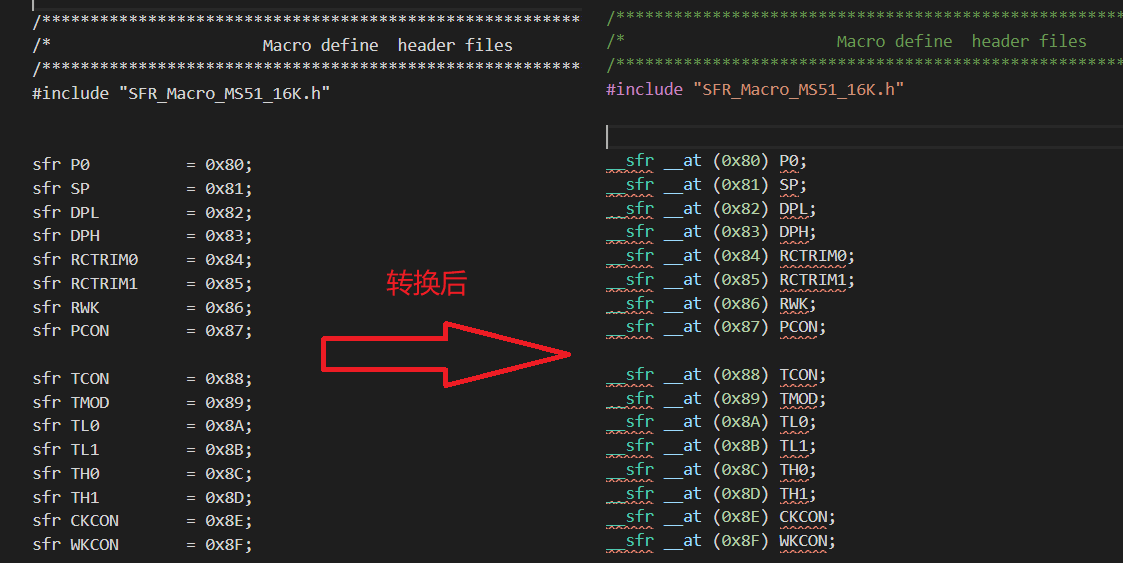 /********************************************************
/*                      Macro define  header files
/********************************************************
#include "SFR_Macro_MS51_16K.h"
sfr P0          = 0x80;
sfr SP          = 0x81;
sfr DPL         = 0x82;
sfr DPH         = 0x83;
sfr RCTRIM0     = 0x84;
sfr RCTRIM1     = 0x85;
sfr RWK         = 0x86;
sfr PCON        = 0x87;
sfr TCON        = 0x88;
sfr TMOD        = 0x89;
sfr TL0         = 0x8A;
sfr TL1         = 0x8B;
sfr TH0         = 0x8C;
sfr TH1         = 0x8D;
sfr CKCON       = 0x8E;
sfr WKCON       = 0x8F;
转换后
/******************************************************
/*                      Macro define  header files
/******************************************************
#include "SFR_Macro_MS51_16K.h"
__sfr __at (0x80) P0;
__sfr __at (0x81) SP;
__sfr __at (0x82) DPL;
__sfr __at (0x83) DPH;
__sfr __at (0x84) RCTRIM0;
__sfr __at (0x85) RCTRIM1;
__sfr __at (0x86) RWK;
__sfr __at (0x87) PCON;
__sfr __at (0x88) TCON;
__sfr __at (0x89) TMOD;
__sfr __at (0x8A) TL0;
__sfr __at (0x8B) TL1;
__sfr __at (0x8C) TH0;
__sfr __at (0x8D) TH1;
__sfr __at (0x8E) CKCON;
__sfr __at (0x8F) WKCON;